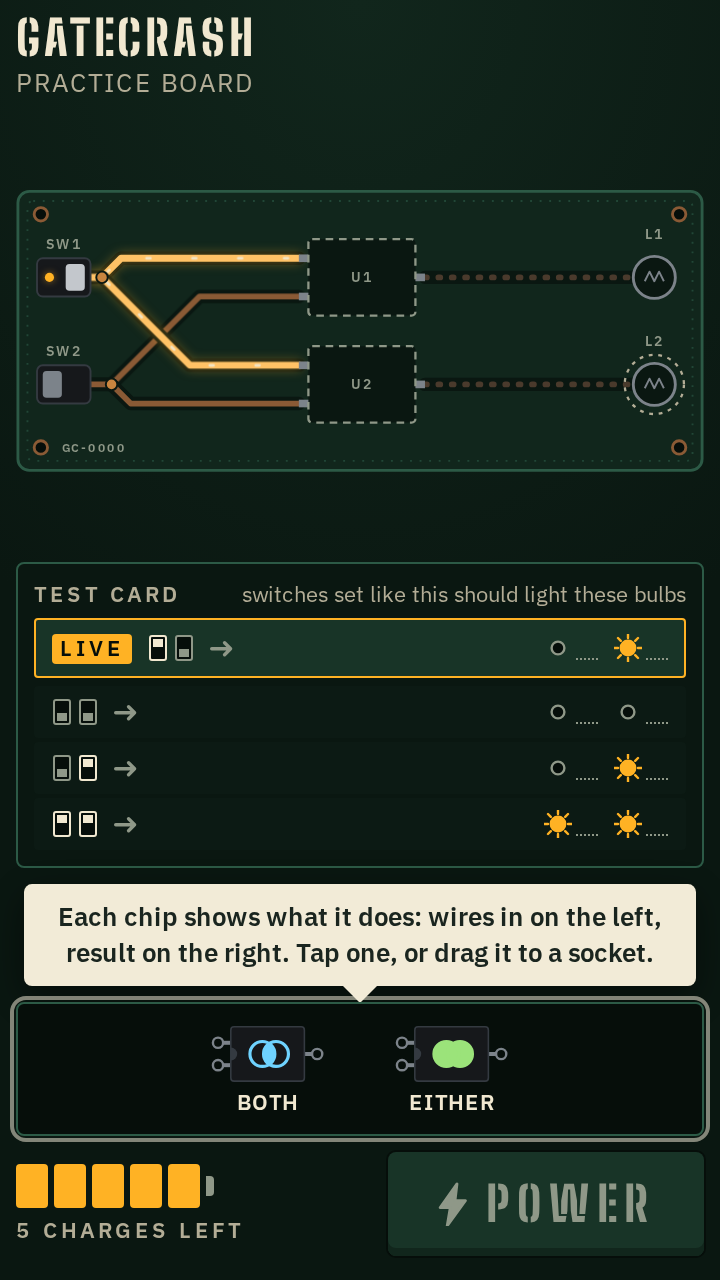 GATECRASH
PRACTICE BOARD
SW1
L1
U1
SW2
L2
U2
GC-0000
TEST CARD
switches set like this should light these bulbs
LIVE
Each chip shows what it does: wires in on the left,
result on the right. Tap one, or drag it to a socket.
BOTH
EITHER
POWER
5 CHARGES LEFT